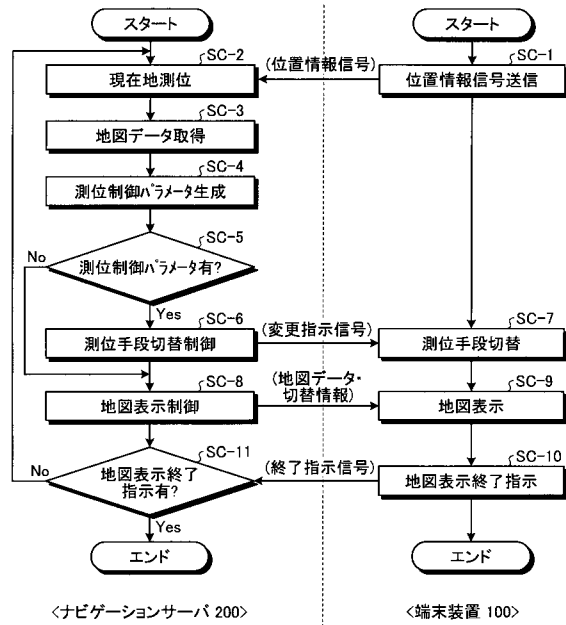 スタート
スタート
SC-2
現在地測位
(位置情報信号)
SC-1
位置情報信号送信
SC-3
地図データ取得
SC-4
測位制御パラメータ生成
SC-5
測位制御パラメータ有?
No
Yes
SC-6
測位手段切替制御
(変更指示信号)
SC-7
測位手段切替
SC-8
地図表示制御
(地図データ・
切替情報)
SC-9
地図表示
SC-11
地図表示終了
指示有?
No
Yes
(終了指示信号)
SC-10
地図表示終了指示
エンド
エンド
<ナビゲーションサーバ 200>
<端末装置 100>